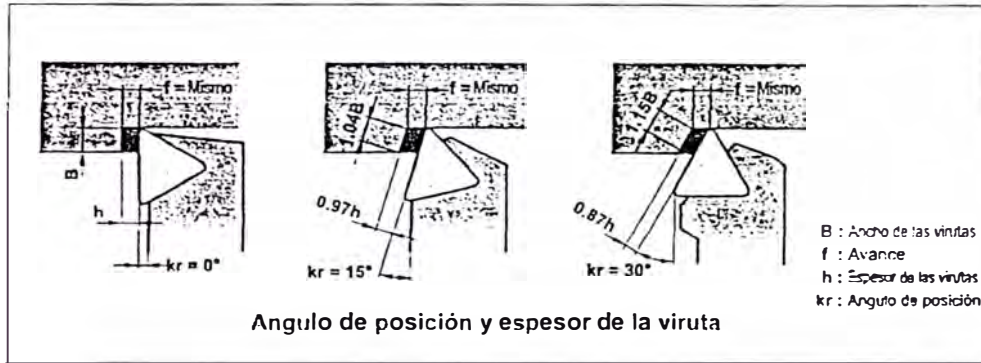 f = Mismo
B
h
kr = 0°
f = Mismo
1.04B
0.97h
kr = 15°
f = Mismo
1.15B
0.87h
kr = 30°
B : Ancho de las virutas
f : Avance
h : Espesor de las virutas
kr : Angulo de posición
Angulo de posición y espesor de la viruta